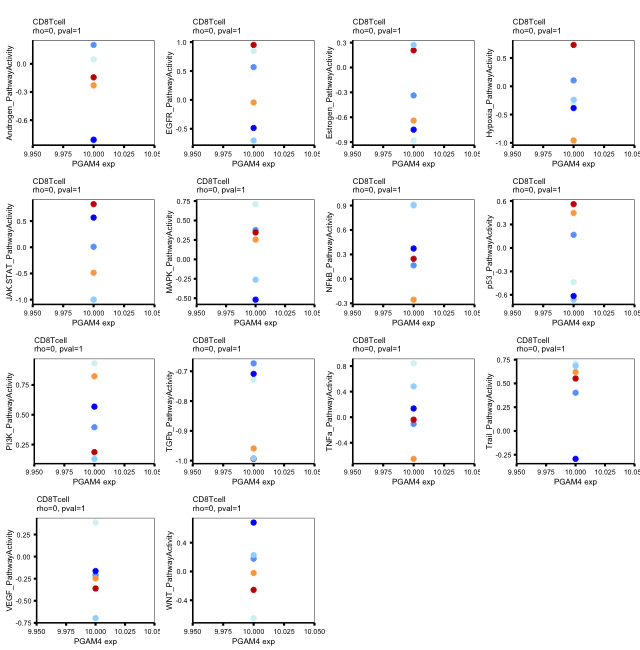 CD8Tcell
rho=0, pval=1
Androgen_PathwayActivity
0.0
-0.3
-0.6
9.950 9.975 10.000 10.025 10.050
PGAM4 exp
CD8Tcell
rho=0, pval=1
EGFR_PathwayActivity
1.0
0.5
0.0
-0.5
9.950 9.975 10.000 10.025 10.050
PGAM4 exp
CD8Tcell
rho=0, pval=1
Estrogen_PathwayActivity
0.3
0.0
-0.3
-0.6
-0.9
9.950 9.975 10.000 10.025 10.05
PGAM4 exp
CD8Tcell
rho=0, pval=1
Hypoxia_PathwayActivity
0.5
0.0
-0.5
-1.0
9.950 9.975 10.000 10.025 10.05
PGAM4 exp
CD8Tcell
rho=0, pval=1
JAK.STAT_PathwayActivity
0.5
0.0
-0.5
-1.0
9.950 9.975 10.000 10.025 10.050
PGAM4 exp
CD8Tcell
rho=0, pval=1
MAPK_PathwayActivity
0.75
0.50
0.25
0.00
-0.25
-0.50
9.950 9.975 10.000 10.025 10.050
PGAM4 exp
CD8Tcell
rho=0, pval=1
NFkB_PathwayActivity
0.9
0.6
0.3
0.0
-0.3
9.950 9.975 10.000 10.025 10.05
PGAM4 exp
CD8Tcell
rho=0, pval=1
p53_PathwayActivity
0.6
0.3
0.0
-0.3
-0.6
9.950 9.975 10.000 10.025 10.05
PGAM4 exp
CD8Tcell
rho=0, pval=1
PI3K_PathwayActivity
0.75
0.50
0.25
9.950 9.975 10.000 10.025 10.050
PGAM4 exp
CD8Tcell
rho=0, pval=1
TGFb_PathwayActivity
-0.7
-0.8
-0.9
-1.0
9.950 9.975 10.000 10.025 10.050
PGAM4 exp
CD8Tcell
rho=0, pval=1
TNFa_PathwayActivity
0.8
0.4
0.0
-0.4
9.950 9.975 10.000 10.025 10.05
PGAM4 exp
CD8Tcell
rho=0, pval=1
Trail_PathwayActivity
0.75
0.50
0.25
0.00
-0.25
9.950 9.975 10.000 10.025 10.05
PGAM4 exp
CD8Tcell
rho=0, pval=1
VEGF_PathwayActivity
0.25
0.00
-0.25
-0.50
-0.75
9.950 9.975 10.000 10.025 10.05
PGAM4 exp
CD8Tcell
rho=0, pval=1
WNT_PathwayActivity
0.4
0.0
-0.4
9.950 9.975 10.000 10.025 10.050
PGAM4 exp